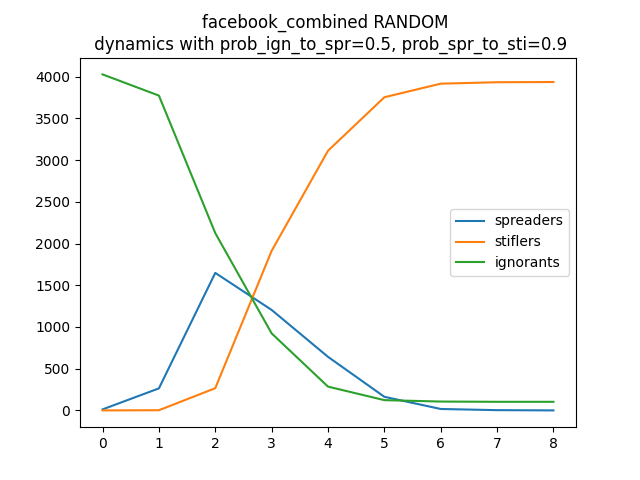 facebook_combined RANDOM
dynamics with prob_ign_to_spr=0.5, prob_spr_to_sti=0.9
4000
3500
3000
2500
2000
1500
1000
500
0
spreaders
stiflers
ignorants
0 1 2 3 4 5 6 7 8